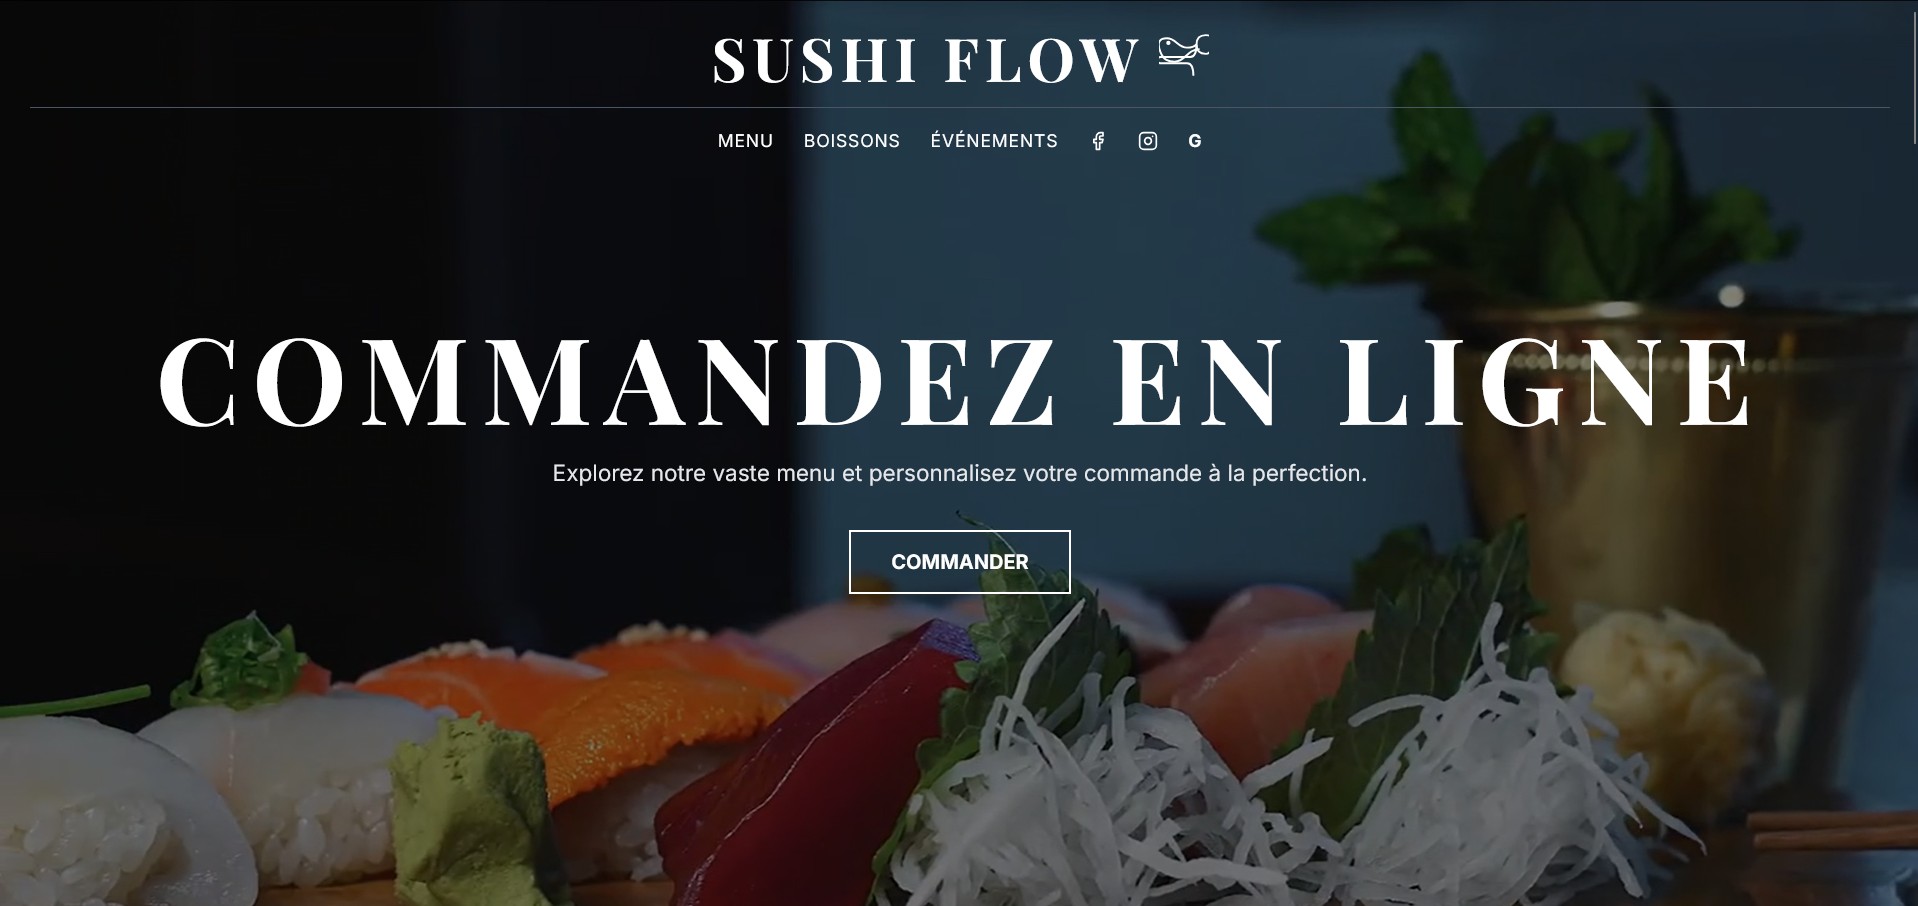 SUSHI FLOW
MENU BOISSONS ÉVÉNEMENTS G
COMMANDEZ EN LIGNE
Explorez notre vaste menu et personnalisez votre commande à la perfection.
COMMANDER